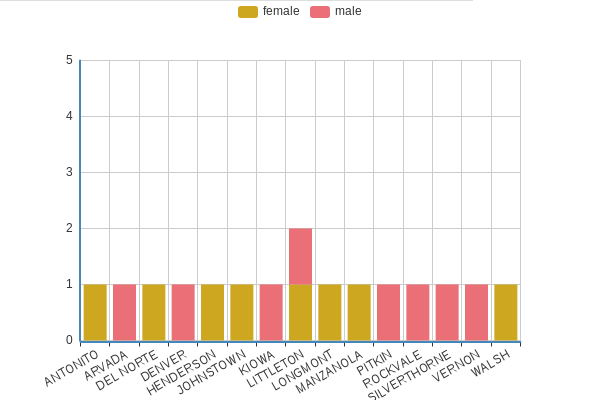 female male
5
4
3
2
1
0
ANTONITO
ARVADA
DEL NORTE
DENVER
HENDERSON
JOHNSTOWN
KIOWA
LITTLETON
LONGMONT
MANZANOLA
PITKIN
ROCKVALE
SILVERTHORNE
VERNON
WALSH